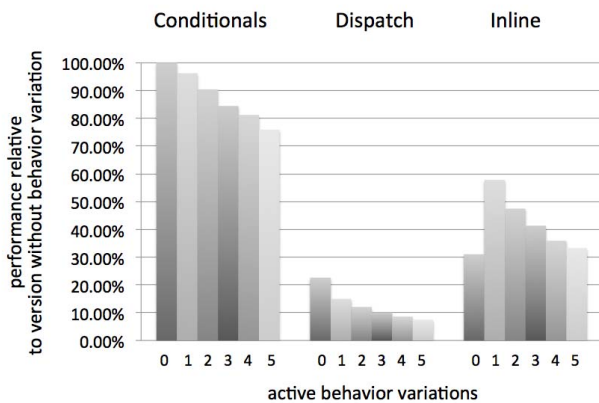 Conditionals Dispatch Inline
performance relative
to version without behavior variation
100.00%
90.00%
80.00%
70.00%
60.00%
50.00%
40.00%
30.00%
20.00%
10.00%
0.00%
0 1 2 3 4 5 0 1 2 3 4 5 0 1 2 3 4 5
active behavior variations